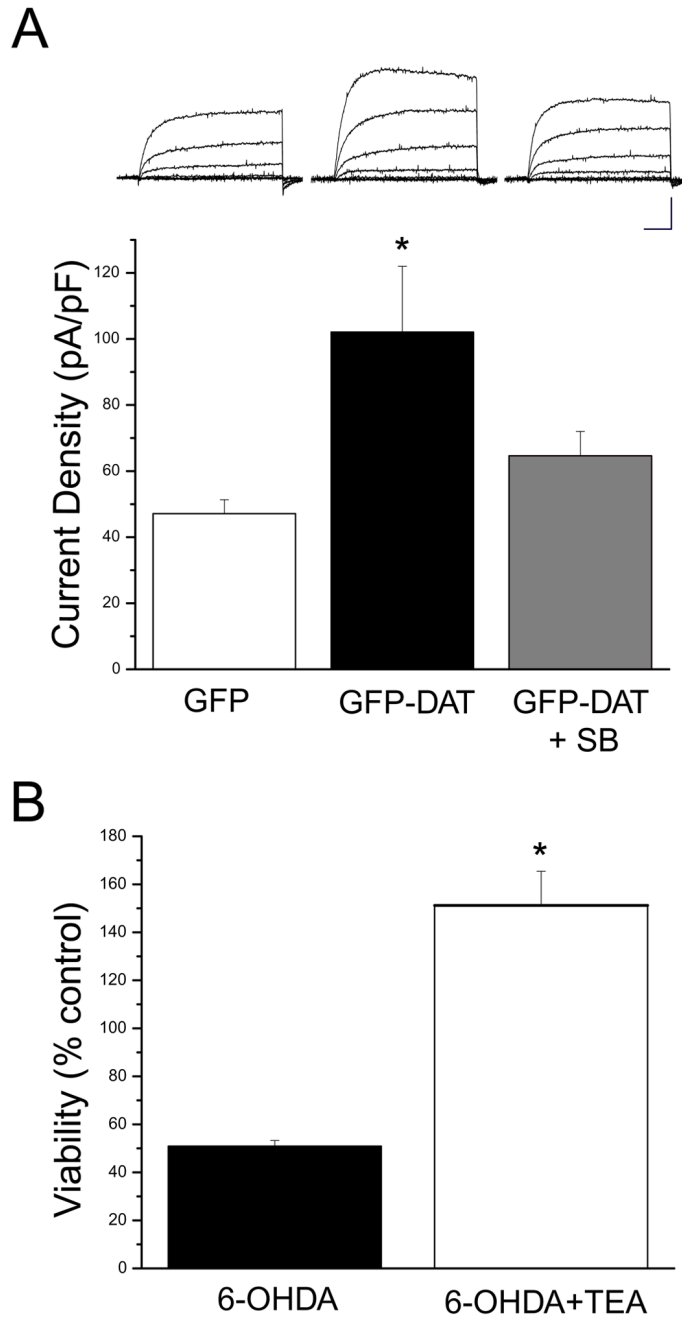 A
*
120
100
80
60
40
20
0
Current Density (pA/pF)
GFP
GFP-DAT
GFP-DAT
+ SB
B
*
180
160
140
120
100
80
60
40
20
0
Viability (% control)
6-OHDA
6-OHDA+TEA